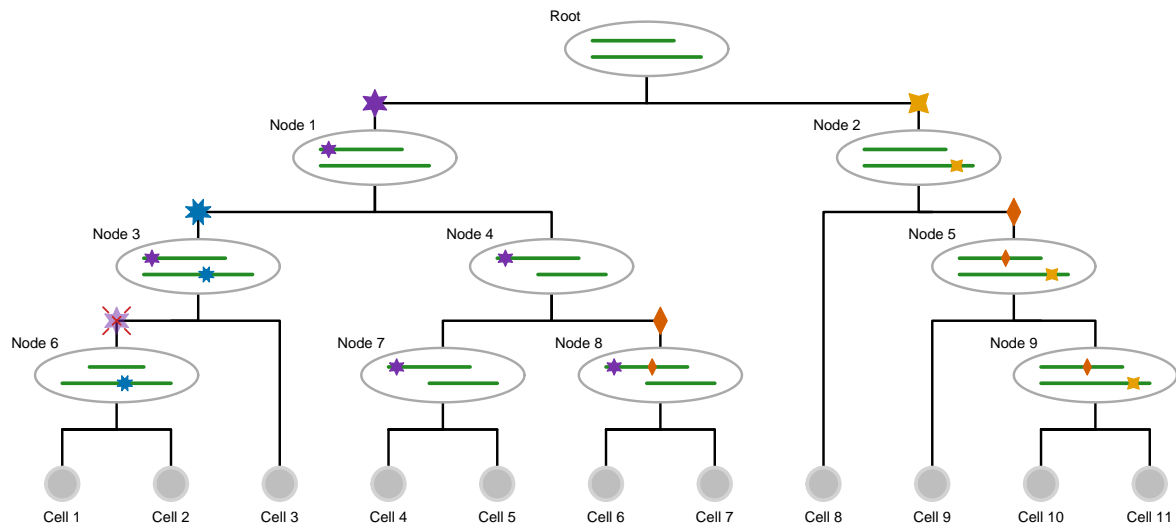 Root
Node 1
Node 2
Node 3
Node 4
Node 5
Node 6
Node 7
Node 8
Node 9
Cell 1
Cell 2
Cell 3
Cell 4
Cell 5
Cell 6
Cell 7
Cell 8
Cell 9
Cell 10
Cell 11